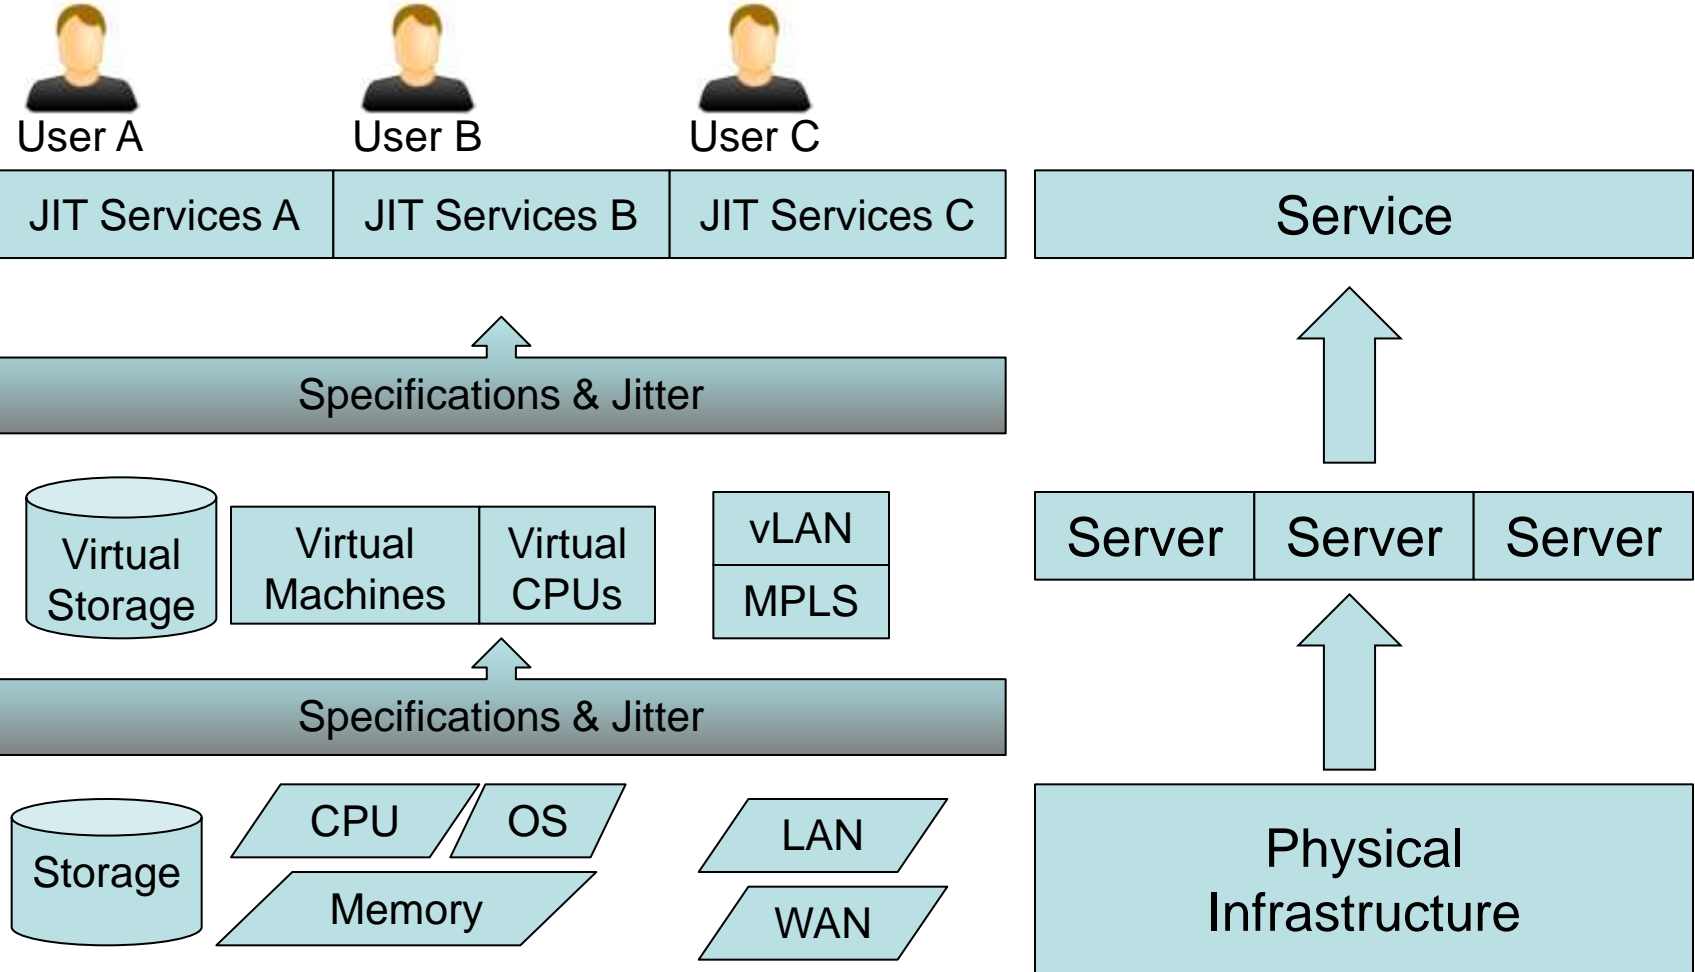 User A
User B
User C
JIT Services A
JIT Services B
JIT Services C
Service
Specifications & Jitter
Virtual
Storage
Virtual
Machines
Virtual
CPUs
vLAN
MPLS
Server
Server
Server
Specifications & Jitter
Storage
CPU
OS
Memory
LAN
WAN
Physical
Infrastructure